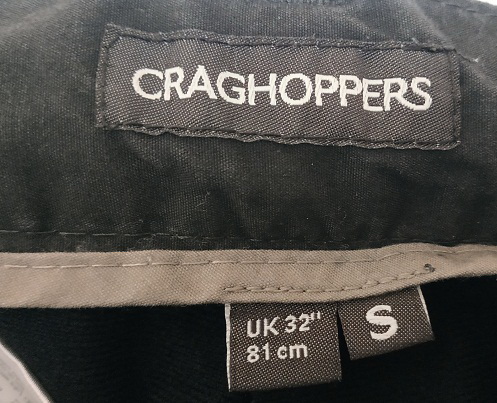 CRAGHOPPERS
UK 32"
81 cm
S